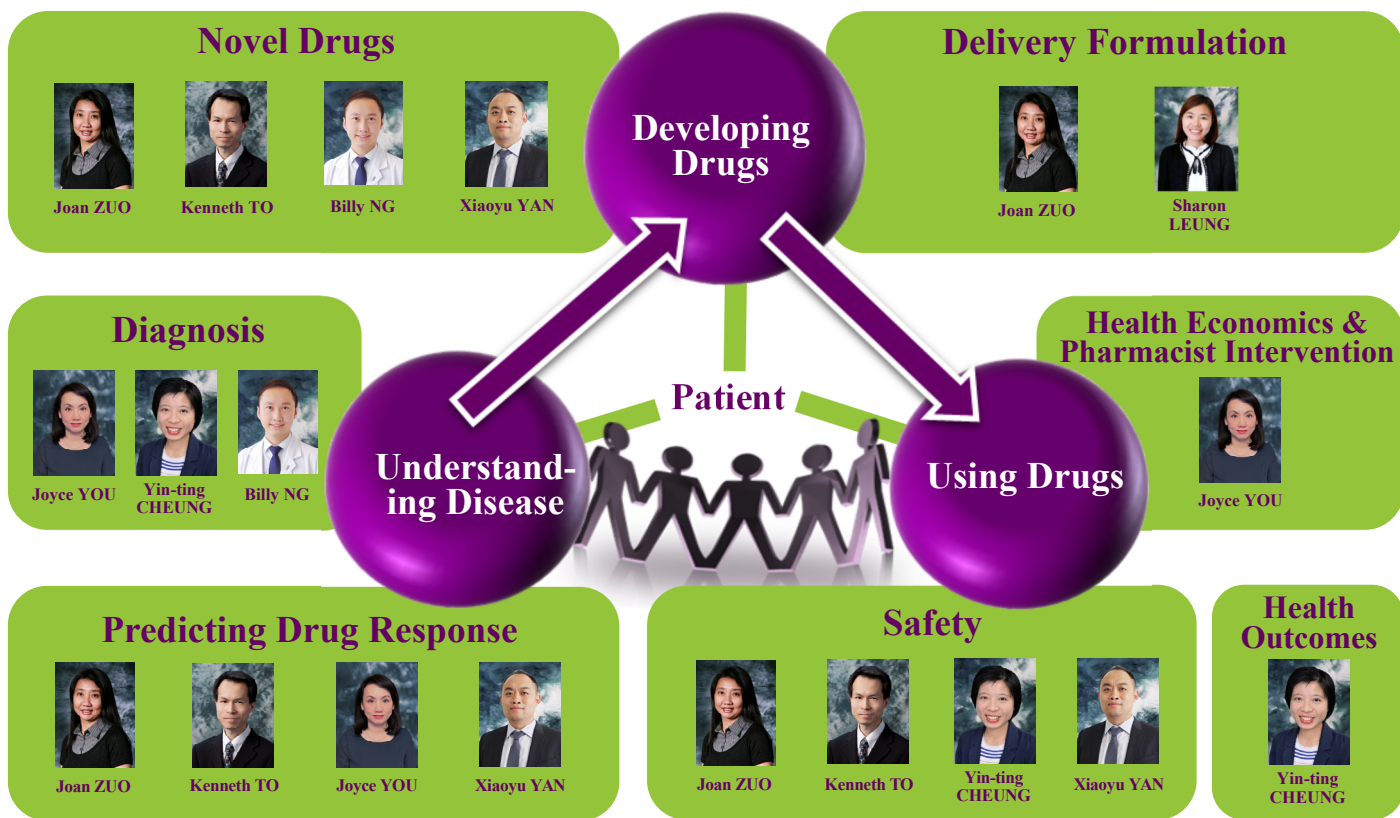 Novel Drugs
Joan ZUO
Kenneth TO
Billy NG
Xiaoyu YAN
Developing
Drugs
Delivery Formulation
Joan ZUO
Sharon
LEUNG
Diagnosis
Joyce YOU
Yin-ting
CHEUNG
Billy NG
Understand-
ing Disease
Patient
Using Drugs
Health Economics &
Pharmacist Intervention
Joyce YOU
Predicting Drug Response
Joan ZUO
Kenneth TO
Joyce YOU
Xiaoyu YAN
Safety
Joan ZUO
Kenneth TO
Yin-ting
CHEUNG
Xiaoyu YAN
Health
Outcomes
Yin-ting
CHEUNG